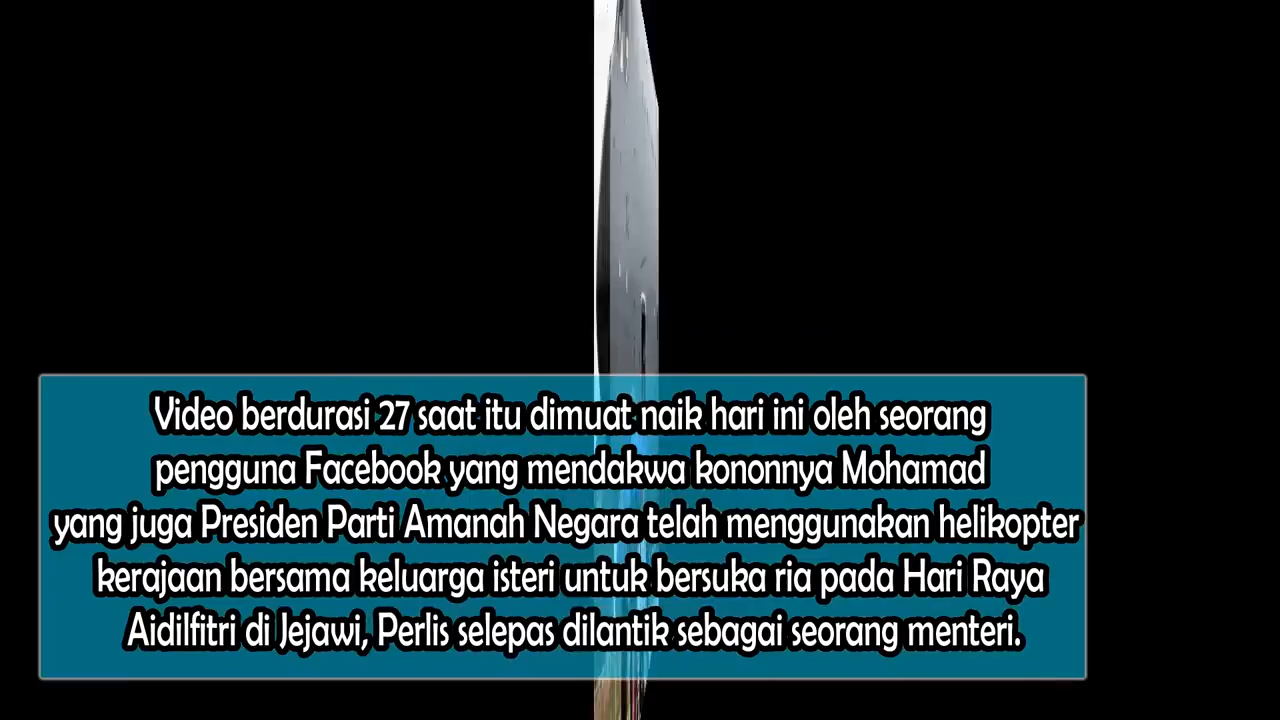 Video berdurasi 27 saat itu dimuat naik hari ini oleh seorang
pengguna Facebook yang mendakwa kononnya Mohamad
yang juga Presiden Parti Amanah Negara telah menggunakan helikopter
kerajaan bersama keluarga isteri untuk bersuka ria pada Hari Raya
Aidilfitri di Jejawi, Perlis selepas dilantik sebagai seorang menteri.